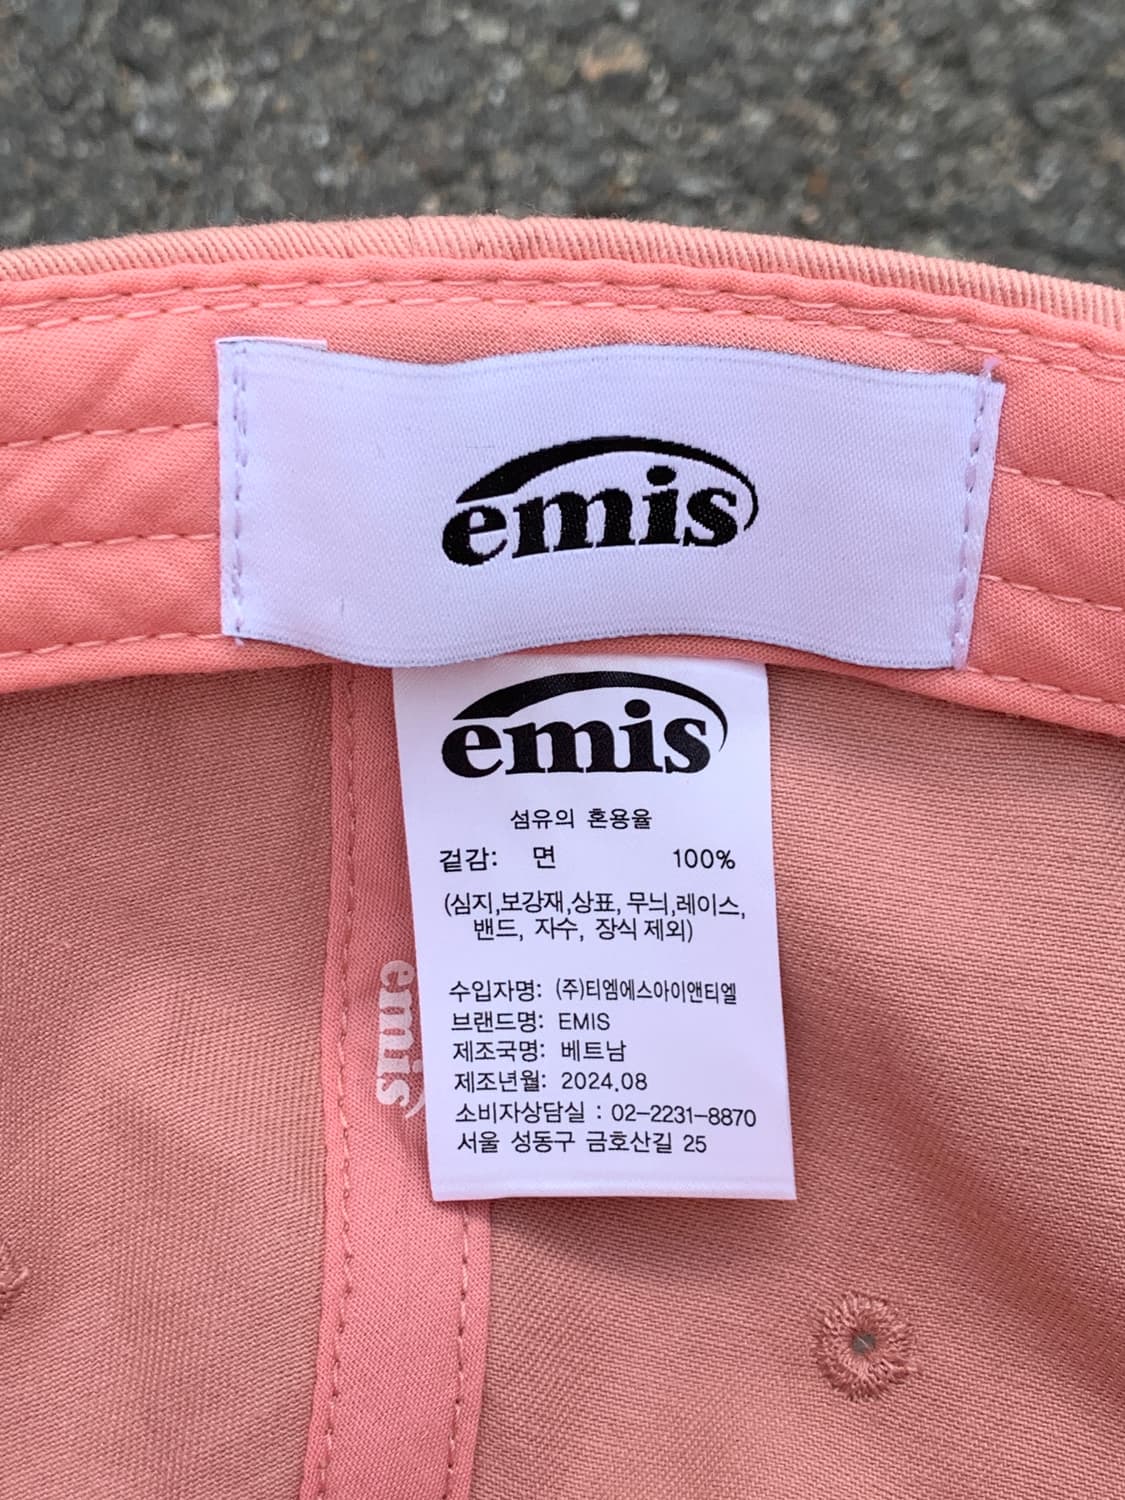 emis
emis
섬유의 혼용율
겉감: 면 100%
(심지,보강재,상표, 무늬,레이스,
밴드, 자수, 장식 제외)
수입자명: (주)티엠에스아이앤티엘
브랜드명: EMIS
제조국명: 베트남
제조년월: 2024.08
소비자상담실 : 02-2231-8870
서울 성동구 금호산길 25
emis